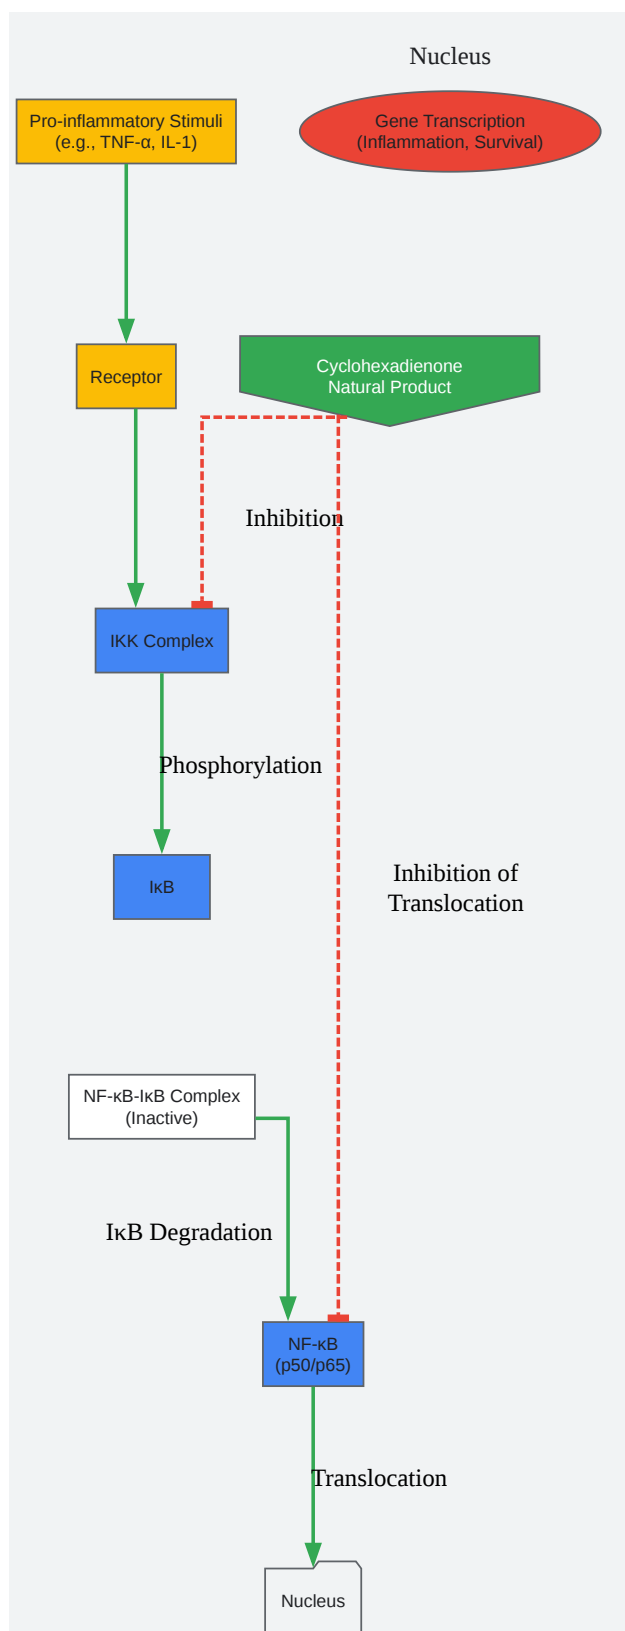 Nucleus
Pro-inflammatory Stimuli
(e.g., TNF-α, IL-1)
Gene Transcription
(Inflammation, Survival)
Receptor
Cyclohexadienone
Natural Product
Inhibition
IKK Complex
Phosphorylation
IκB
Inhibition of
Translocation
NF-κB-IκB Complex
(Inactive)
IκB Degradation
NF-κB
(p50/p65)
Translocation
Nucleus